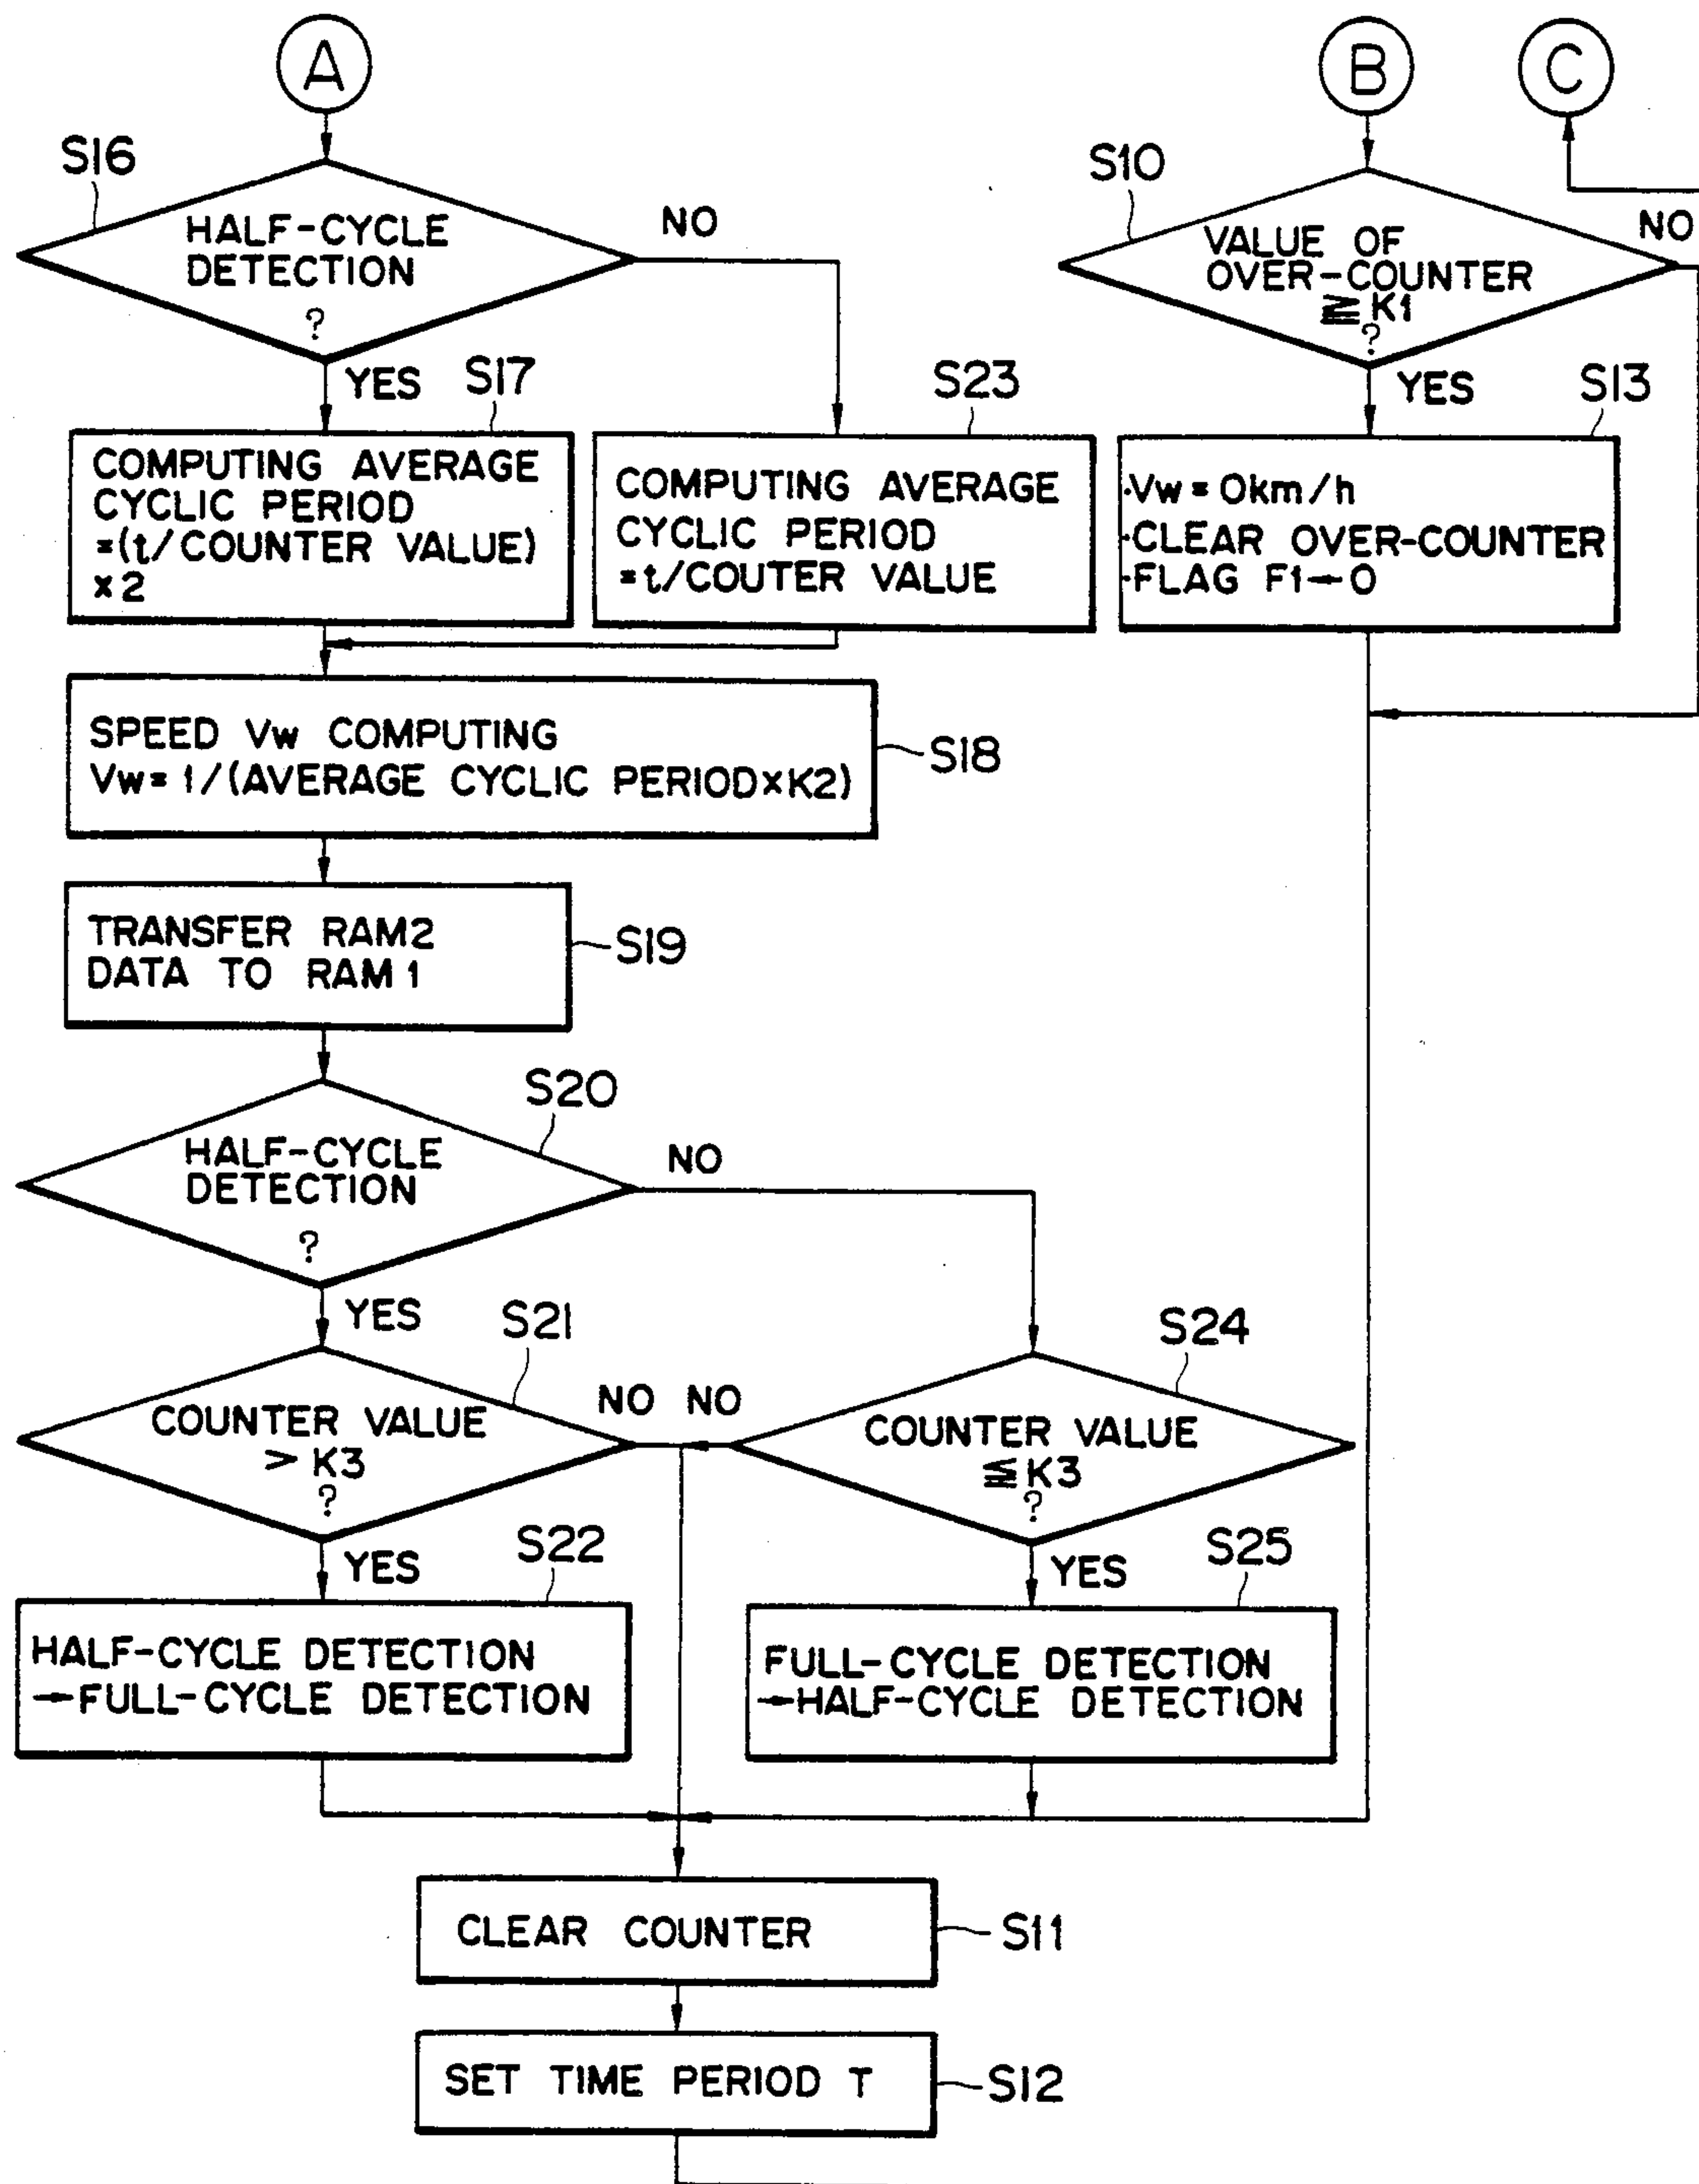 A
B
C
S16
HALF-CYCLE
DETECTION
?
NO
YES
S10
VALUE OF
OVER-COUNTER
≧ K1
?
NO
YES
S17
COMPUTING AVERAGE
CYCLIC PERIOD
=(t/COUNTER VALUE)
×2
S23
COMPUTING AVERAGE
CYCLIC PERIOD
=t/COUTER VALUE
S13
·Vw=0km/h
·CLEAR OVER-COUNTER
·FLAG F1←0
SPEED Vw COMPUTING
Vw=1/(AVERAGE CYCLIC PERIOD×K2)
S18
TRANSFER RAM2
DATA TO RAM1
S19
S20
HALF-CYCLE
DETECTION
?
NO
YES
S21
COUNTER VALUE
> K3
?
NO
YES
S24
NO
COUNTER VALUE
≦ K3
?
YES
S22
HALF-CYCLE DETECTION
→FULL-CYCLE DETECTION
S25
FULL-CYCLE DETECTION
→HALF-CYCLE DETECTION
CLEAR COUNTER
S11
SET TIME PERIOD T
S12